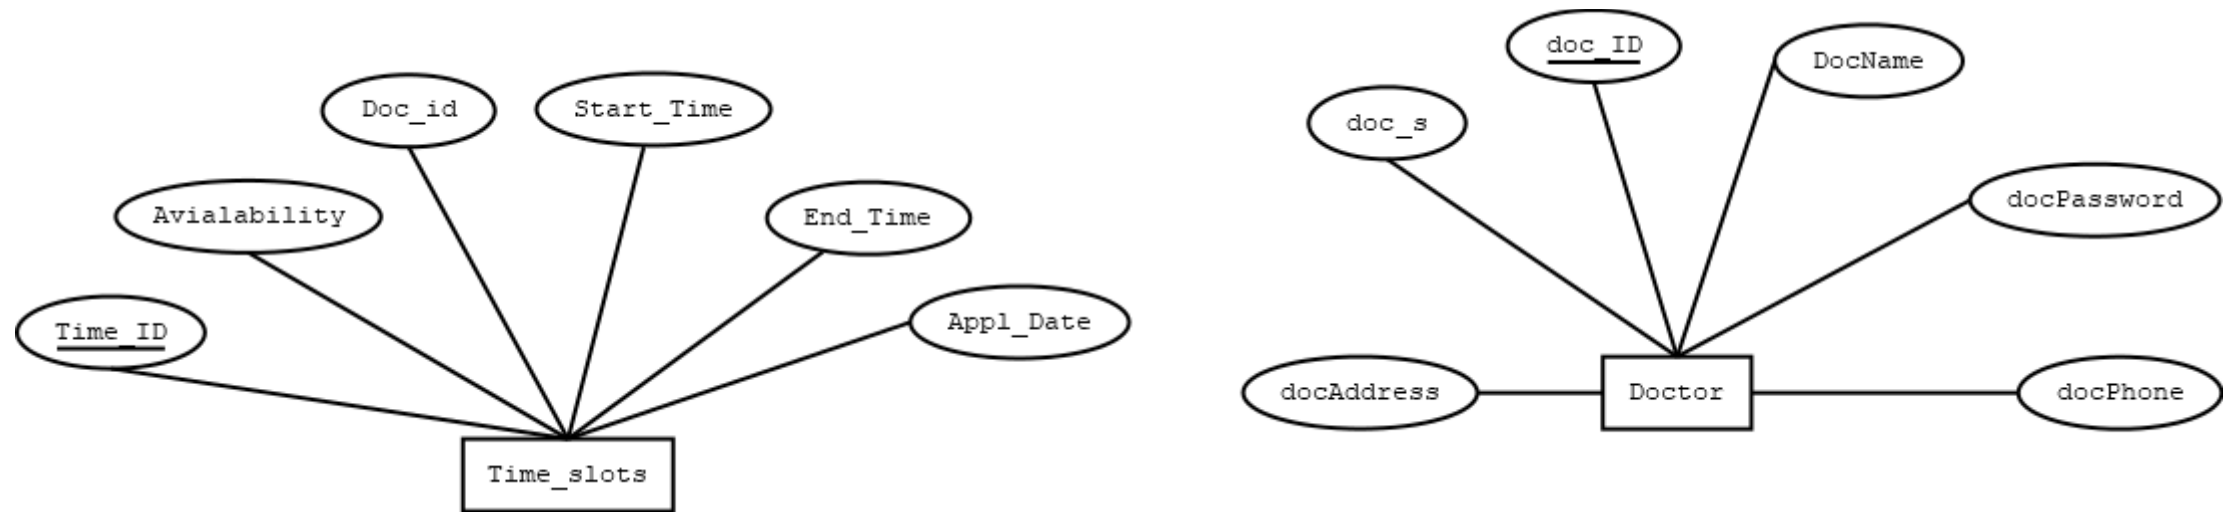 Doc_id
Start_Time
Avialability
End_Time
Time_ID
Appl_Date
Time_slots
doc_ID
DocName
doc_s
docPassword
docAddress
Doctor
docPhone